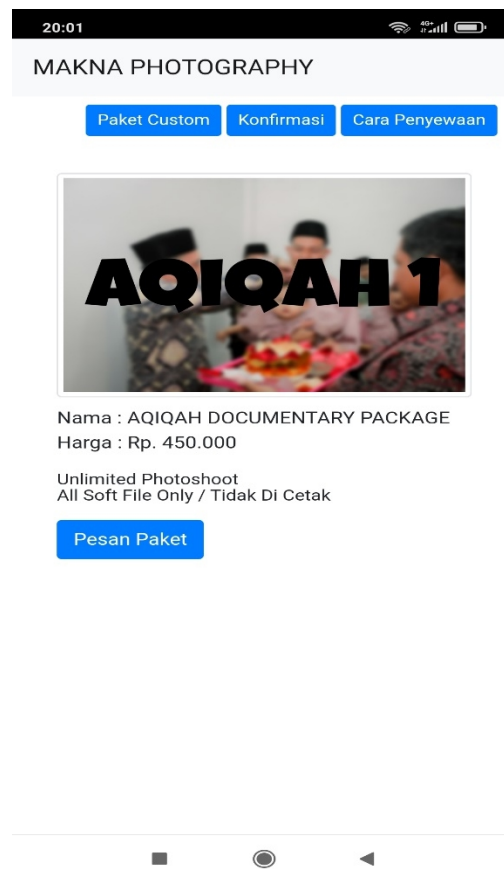 20:01
4G+
MAKNA PHOTOGRAPHY
Paket Custom Konfirmasi Cara Penyewaan
AQIQAH 1
Nama : AQIQAH DOCUMENTARY PACKAGE
Harga : Rp. 450.000
Unlimited Photoshoot
All Soft File Only / Tidak Di Cetak
Pesan Paket